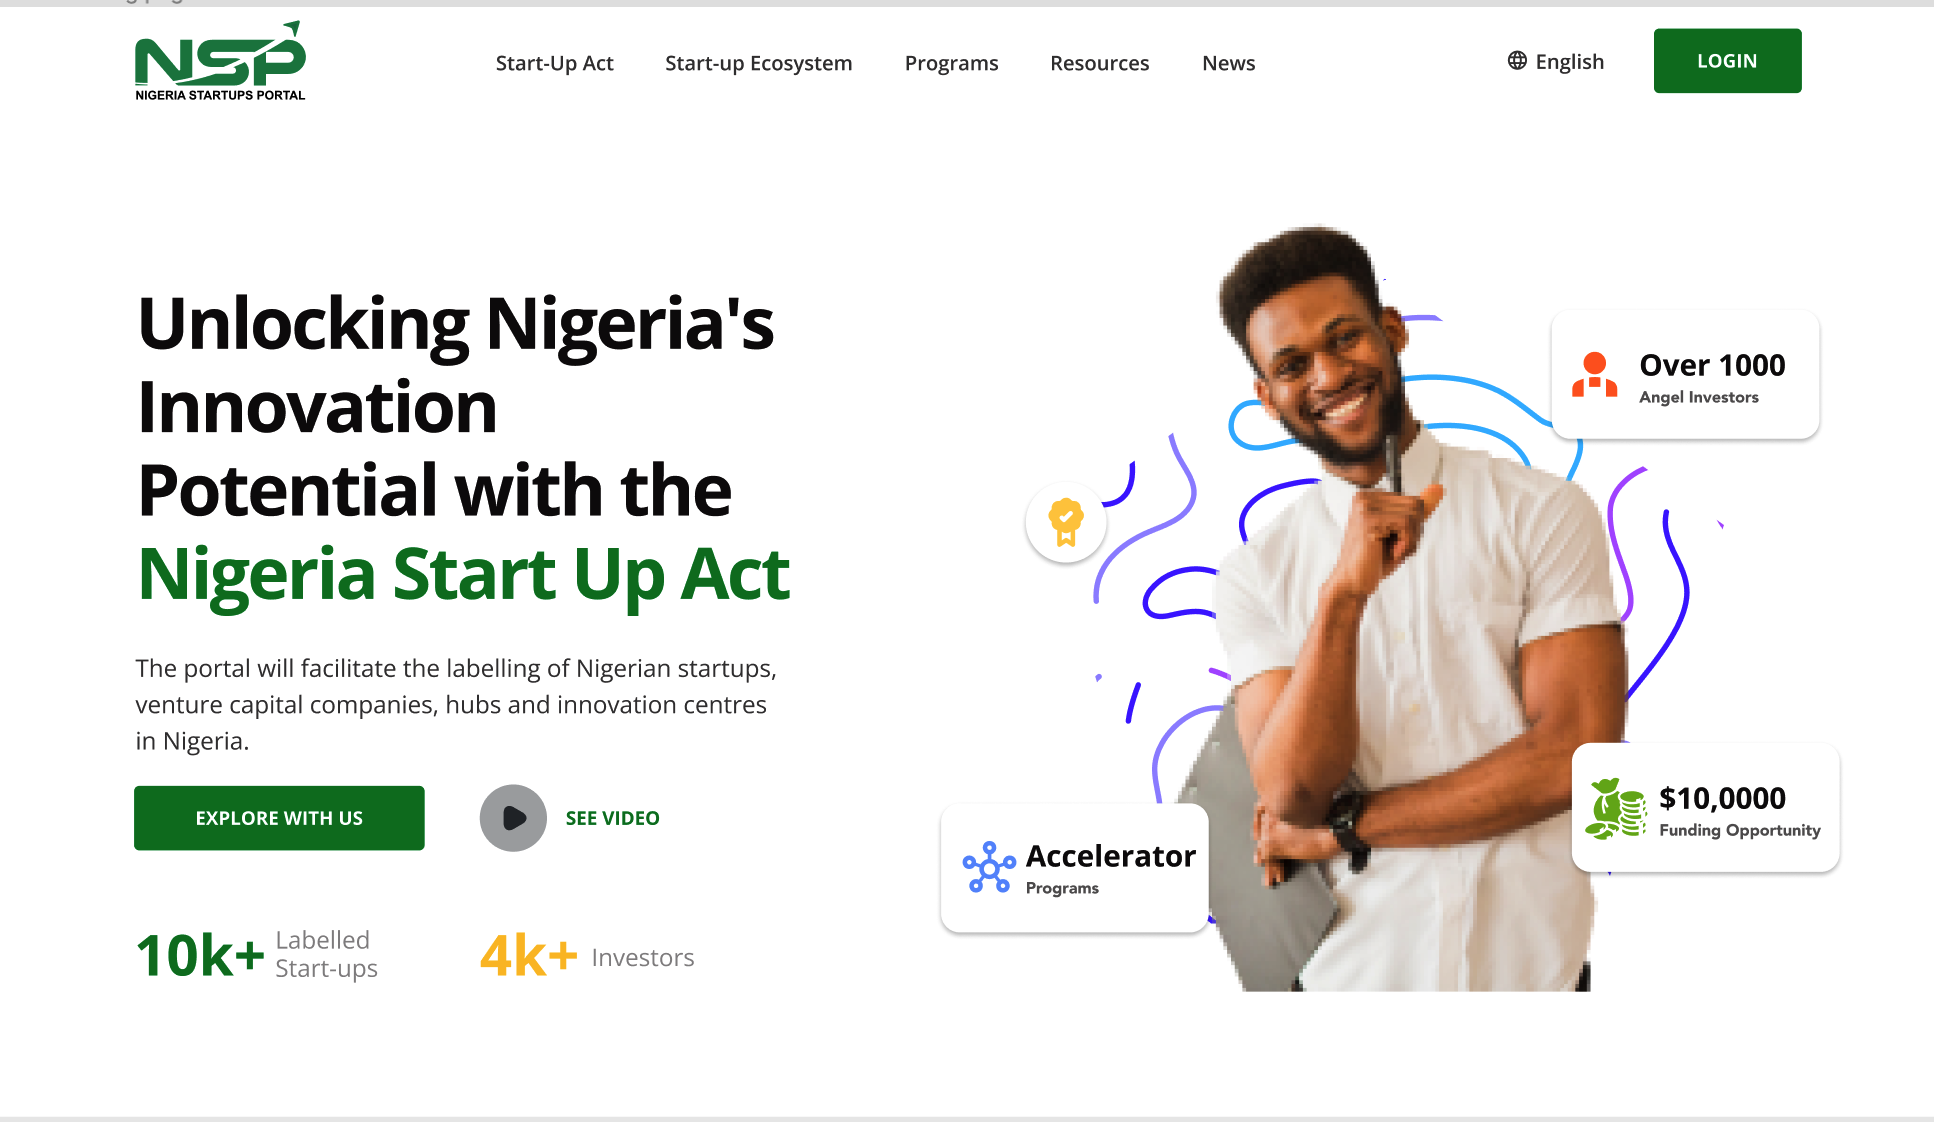 NSP
NIGERIA STARTUPS PORTAL
Start-Up Act
Start-up Ecosystem
Programs
Resources
News
English
LOGIN
Unlocking Nigeria's
Innovation
Potential with the
Nigeria Start Up Act
The portal will facilitate the labelling of Nigerian startups,
venture capital companies, hubs and innovation centres
in Nigeria.
EXPLORE WITH US
SEE VIDEO
10k+
Labelled
Start-ups
4k+
Investors
Over 1000
Angel Investors
$10,0000
Funding Opportunity
Accelerator
Programs